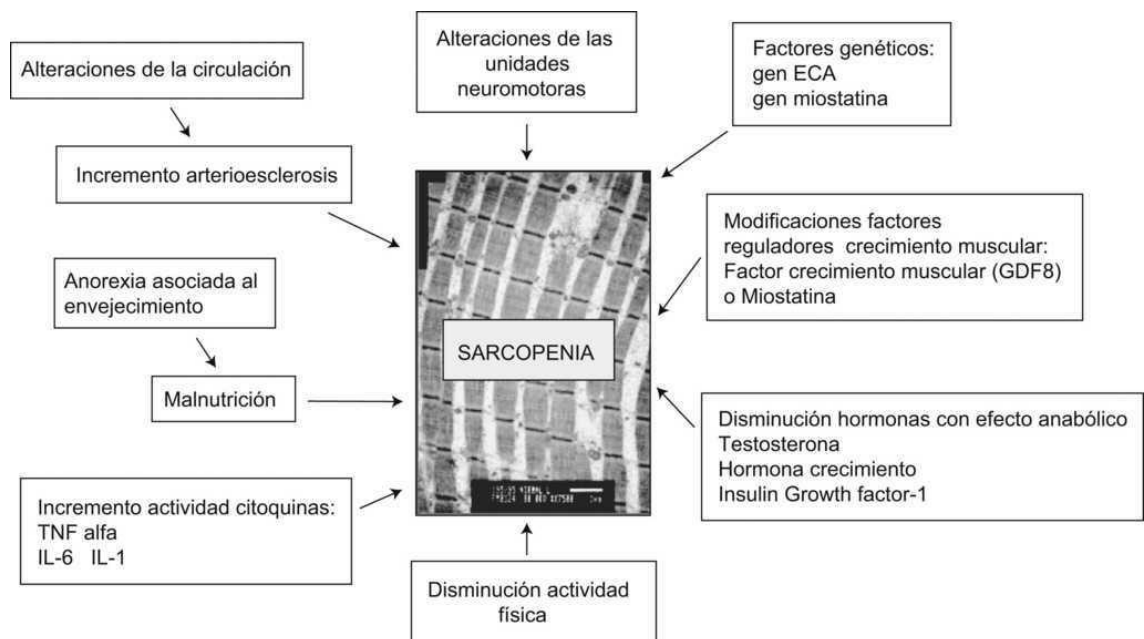 Alteraciones de la circulación
Incremento arterioesclerosis
Anorexia asociada al
envejecimiento
Malnutrición
Incremento actividad citoquinas:
TNF alfa
IL-6 IL-1
Alteraciones de las
unidades
neuromotoras
SARCOPENIA
Disminución actividad
física
Factores genéticos:
gen ECA
gen miostatina
Modificaciones factores
reguladores crecimiento muscular:
Factor crecimiento muscular (GDF8)
o Miostatina
Disminución hormonas con efecto anabólico
Testosterona
Hormona crecimiento
Insulin Growth factor-1